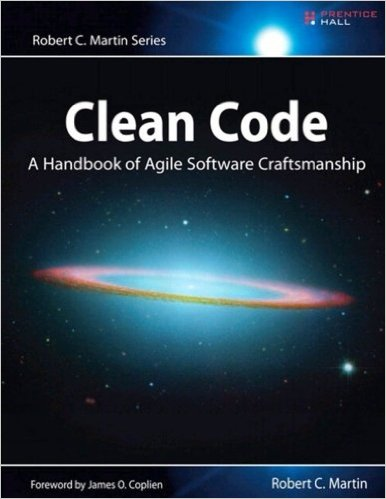 Robert C. Martin Series
PRENTICE
HALL
Clean Code
A Handbook of Agile Software Craftsmanship
Foreword by James O. Coplien
Robert C. Martin